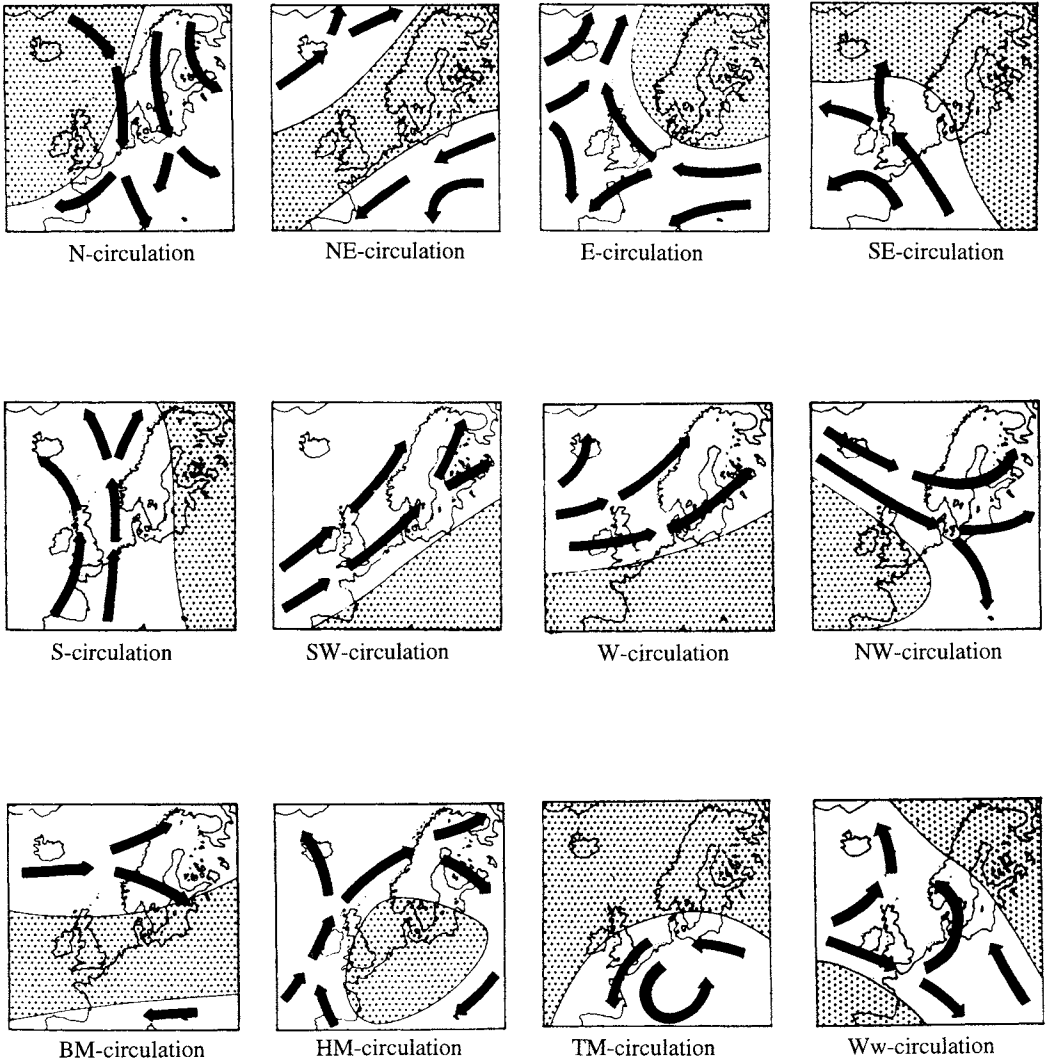 N-circulation
NE-circulation
E-circulation
SE-circulation
S-circulation
SW-circulation
W-circulation
NW-circulation
BM-circulation
HM-circulation
TM-circulation
Ww-circulation